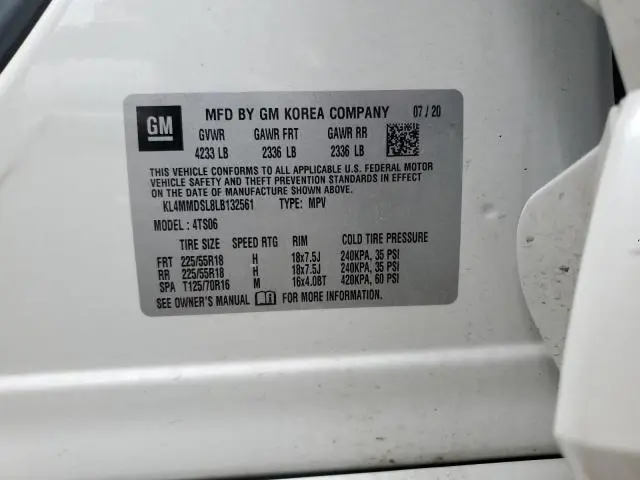 GM MFD BY GM KOREA COMPANY 07 / 20
GVWR GAWR FRT GAWR RR
4233 LB 2336 LB 2336 LB
THIS VEHICLE CONFORMS TO ALL APPLICABLE U.S. FEDERAL MOTOR
VEHICLE SAFETY AND THEFT PREVENTION STANDARDS IN EFFECT
ON THE DATE OF MANUFACTURE SHOWN ABOVE.
KL4MMDSL8LB132561 TYPE: MPV
MODEL : 4TS06
TIRE SIZE SPEED RTG RIM COLD TIRE PRESSURE
FRT 225/55R18 H 18x7.5J 240KPA, 35 PSI
RR 225/55R18 H 18x7.5J 240KPA, 35 PSI
SPA T125/70R16 M 16x4.0BT 420KPA, 60 PSI
SEE OWNER'S MANUAL FOR MORE INFORMATION.